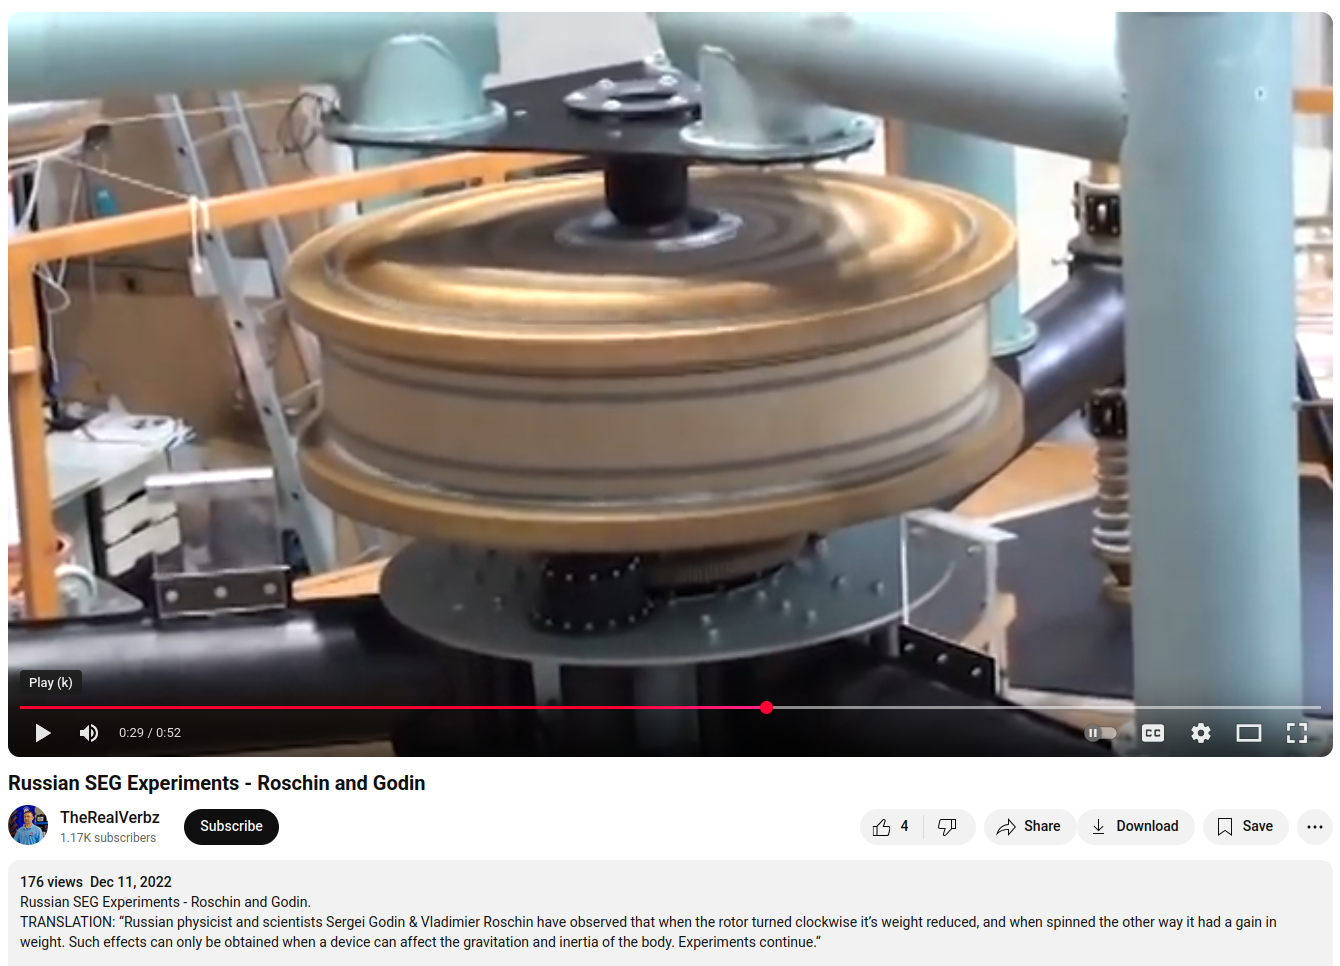 Play (k)
0:29 / 0:52
CC
Russian SEG Experiments - Roschin and Godin
TheRealVerbz
1.17K subscribers
Subscribe
4
Share
Download
Save
176 views Dec 11, 2022
Russian SEG Experiments - Roschin and Godin.
TRANSLATION: “Russian physicist and scientists Sergei Godin & Vladimier Roschin have observed that when the rotor turned clockwise it’s weight reduced, and when spinned the other way it had a gain in
weight. Such effects can only be obtained when a device can affect the gravitation and inertia of the body. Experiments continue.“